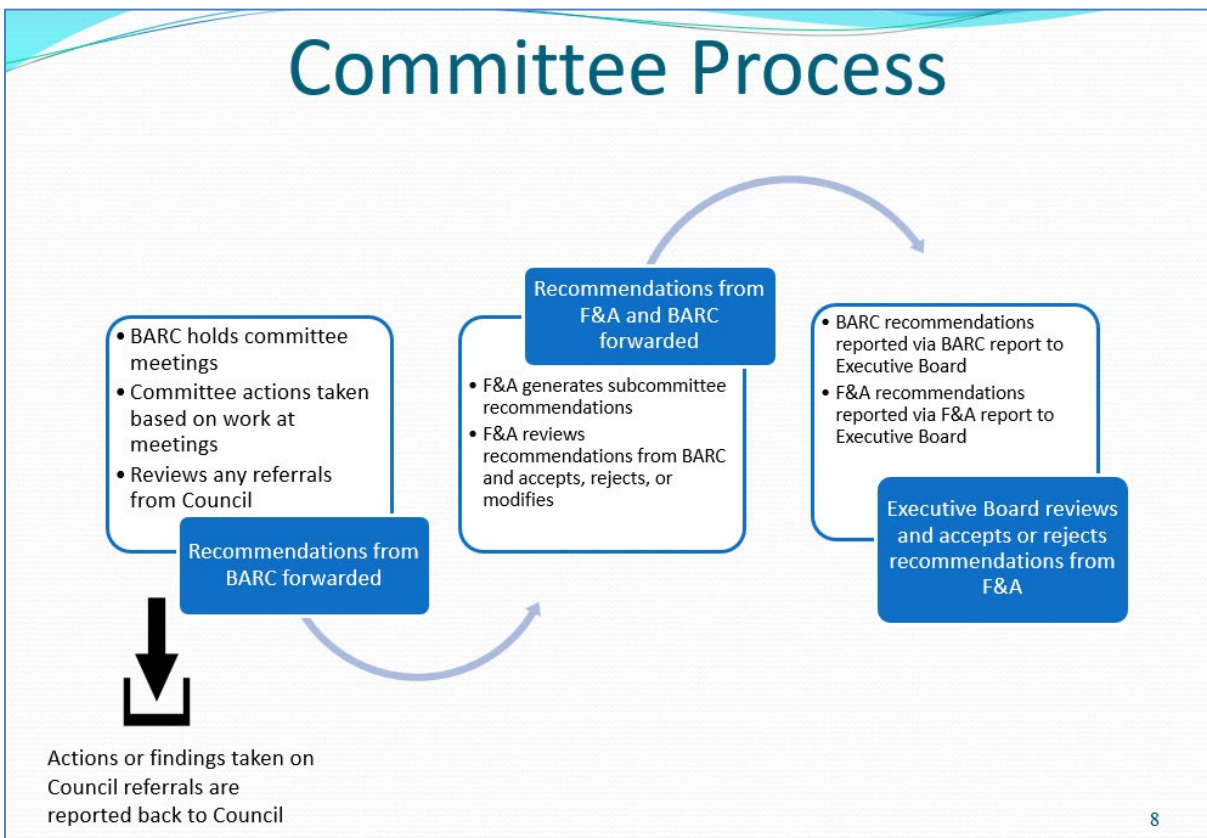 Committee Process
• BARC holds committee
meetings
• Committee actions taken
based on work at
meetings
• Reviews any referrals
from Council
Recommendations from
BARC forwarded
Actions or findings taken on
Council referrals are
reported back to Council
Recommendations from
F&A and BARC
forwarded
• F&A generates subcommittee
recommendations
• F&A reviews
recommendations from BARC
and accepts, rejects, or
modifies
• BARC recommendations
reported via BARC report to
Executive Board
• F&A recommendations
reported via F&A report to
Executive Board
Executive Board reviews
and accepts or rejects
recommendations from
F&A
8